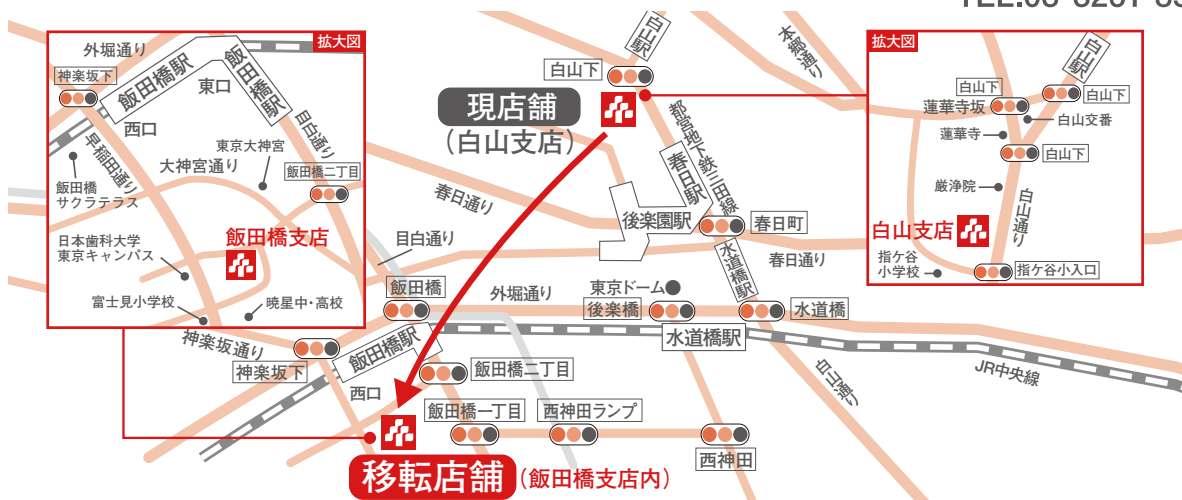 TEL.03-3261-
拡大図
外堀通り
神楽坂下
飯田橋駅
飯田橋駅
東口
西口
目白通り
早稲田通り
大神宮通り
東京大神宮
飯田橋二丁目
飯田橋
サクラテラス
日本歯科大学
東京キャンパス
飯田橋支店
富士見小学校
暁星中・高校
白山駅
白山下
現店舗
(白山支店)
本郷通り
都営地下鉄三田線
春日駅
後楽園駅
春日町
春日通り
春日通り
目白通り
水道橋駅
飯田橋
外堀通り
東京ドーム
後楽橋
水道橋
水道橋駅
神楽坂通り
神楽坂下
飯田橋駅
西口
飯田橋二丁目
飯田橋一丁目
西神田ランプ
西神田
白山通り
JR中央線
移転店舗
(飯田橋支店内)
拡大図
白山駅
白山下
白山下
蓮華寺坂
白山交番
蓮華寺
白山下
厳浄院
白山通り
白山支店
指ケ谷
小学校
指ケ谷小入口